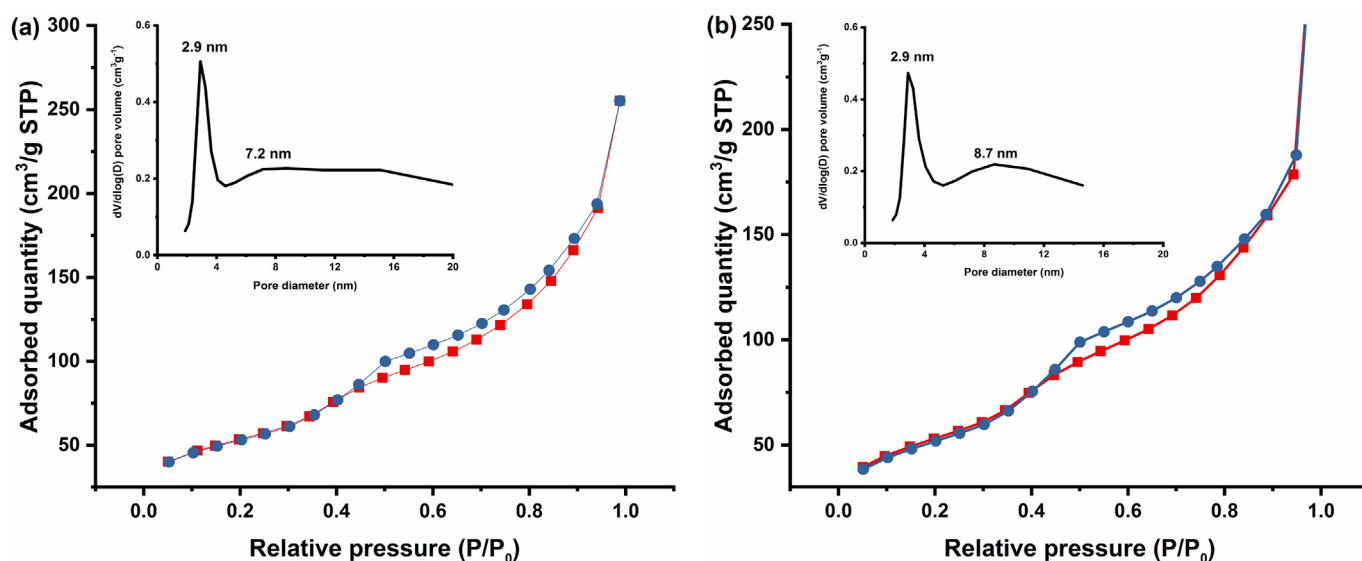 (a)
300
250
200
150
100
50
Adsorbed quantity (cm³/g STP)
0.0 0.2 0.4 0.6 0.8 1.0
Relative pressure (P/P₀)
0.6
0.4
0.2
0.0
dV/dlog(D) pore volume (cm³g⁻¹)
2.9 nm
7.2 nm
0 4 8 12 16 20
Pore diameter (nm)
(b)
250
200
150
100
50
Adsorbed quantity (cm³/g STP)
0.0 0.2 0.4 0.6 0.8 1.0
Relative pressure (P/P₀)
0.6
0.4
0.2
0.0
dV/dlog(D) pore volume (cm³g⁻¹)
2.9 nm
8.7 nm
0 4 8 12 16 20
Pore diameter (nm)